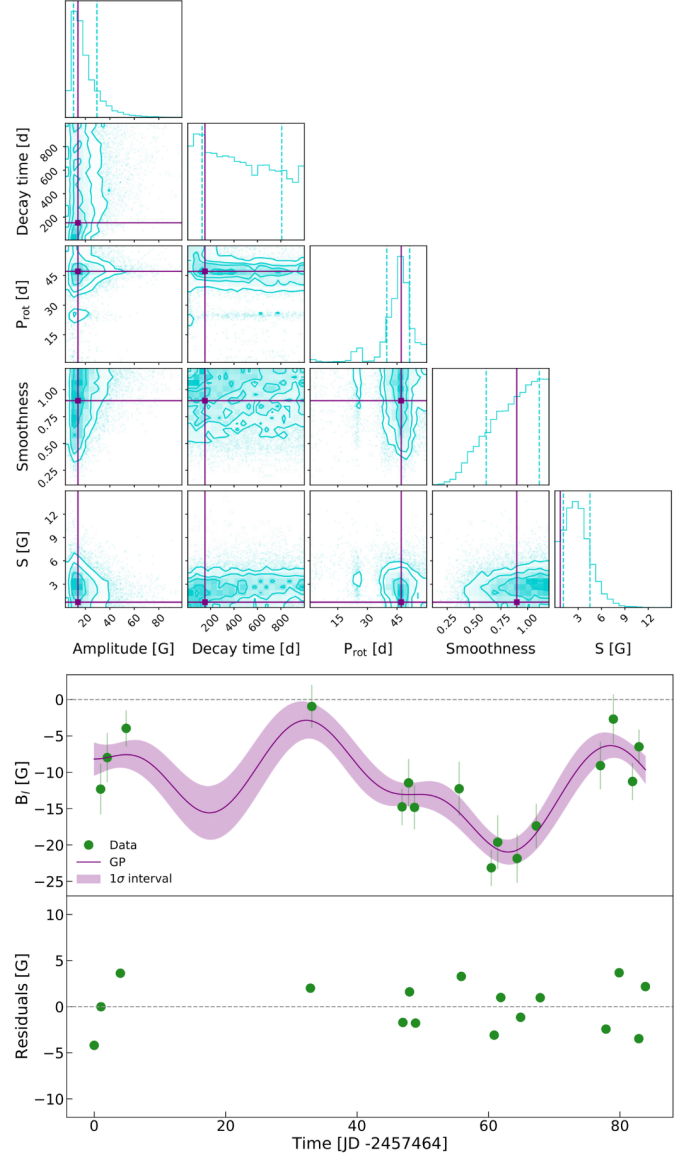 Decay time [d]
800
600
400
200
P_rot [d]
45
30
15
Smoothness
1.00
0.75
0.50
0.25
S [G]
12
9
6
3
20 40 60 80
200 400 600 800
15 30 45
0.25 0.50 0.75 1.00
3 6 9 12
Amplitude [G] Decay time [d] P_rot [d] Smoothness S [G]
B_l [G]
0
−5
−10
−15
−20
−25
Data
GP
1σ interval
Residuals [G]
10
5
0
−5
−10
0 20 40 60 80
Time [JD -2457464]